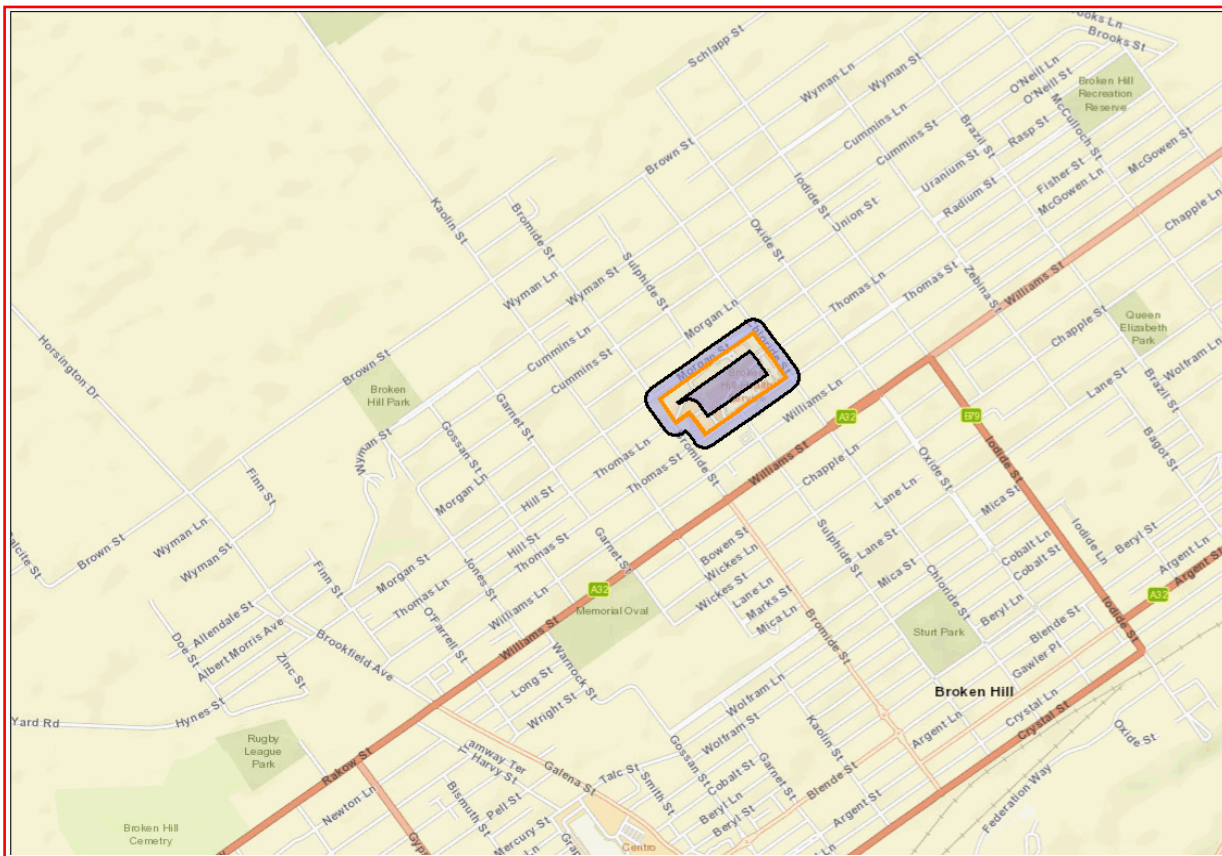 Brooks Ln
Brooks St
Schlapp St
Wyman Ln
Wyman St
O'Neill Ln
O'Neill St
Broken Hill
Recreation
Reserve
Cummins Ln
Cummins St
Brazil St
McCulloch St
Rasp St
Brown St
McGowen St
Uranium St
Fisher St
Radium St
McGowen Ln
Iodide St
Union St
Chapple Ln
Kaolin St
Bromide St
Oxide St
Sulphide St
Wyman Ln
Wyman St
Thomas Ln
Thomas St
Zebina St
Williams St
Morgan Ln
Chloride St
Morgan St
Chapple St
Queen
Elizabeth
Park
Wolfram Ln
Horsington Dr
Cummins Ln
Cummins St
Brown St
Broken
Hill Park
Garnet St
Williams Ln
Lane St
Brazil St
A32
B79
Iodide St
Bagot St
Wyman St
Gossan St
Thomas Ln
Thomas St
Bromide St
Williams St
Chapple Ln
Oxide St
Morgan Ln
Hill St
Finn St
Wyman Ln
Wyman St
Brown St
Lane Ln
Mica St
Iodide Ln
Beryl St
Argent Ln
Argent St
A32
Hill St
Thomas St
Garnet St
Bowen St
Wickes Ln
Wickes St
Lane Ln
Marks St
Mica Ln
Sulphide St
Lane St
Mica St
Cobalt Ln
Cobalt St
Chloride St
Beryl Ln
Blende St
Gawler Pl
Iodide St
Finn St
Morgan St
Jones St
Thomas Ln
O'Farrell St
Williams Ln
A32
Memorial Oval
Sturt Park
Allendale St
Albert Morris Ave
Doe St
Zinc St
Brookfield Ave
Williams St
Warnock St
Bromide St
Long St
Wright St
Wolfram Ln
Wolfram St
Kaolin St
Broken Hill
Argent Ln
Crystal Ln
Crystal St
Oxide St
Yard Rd
Hynes St
Rugby
League
Park
Rakow St
Harvy St
Galena St
Talc St
Smith St
Gossan St
Cobalt St
Garnet St
Blende St
Beryl Ln
Beryl St
Argent St
Federation Way
Newton Ln
Bismuth St
Pell St
Mercury St
Centro
Broken Hill
Cemetry